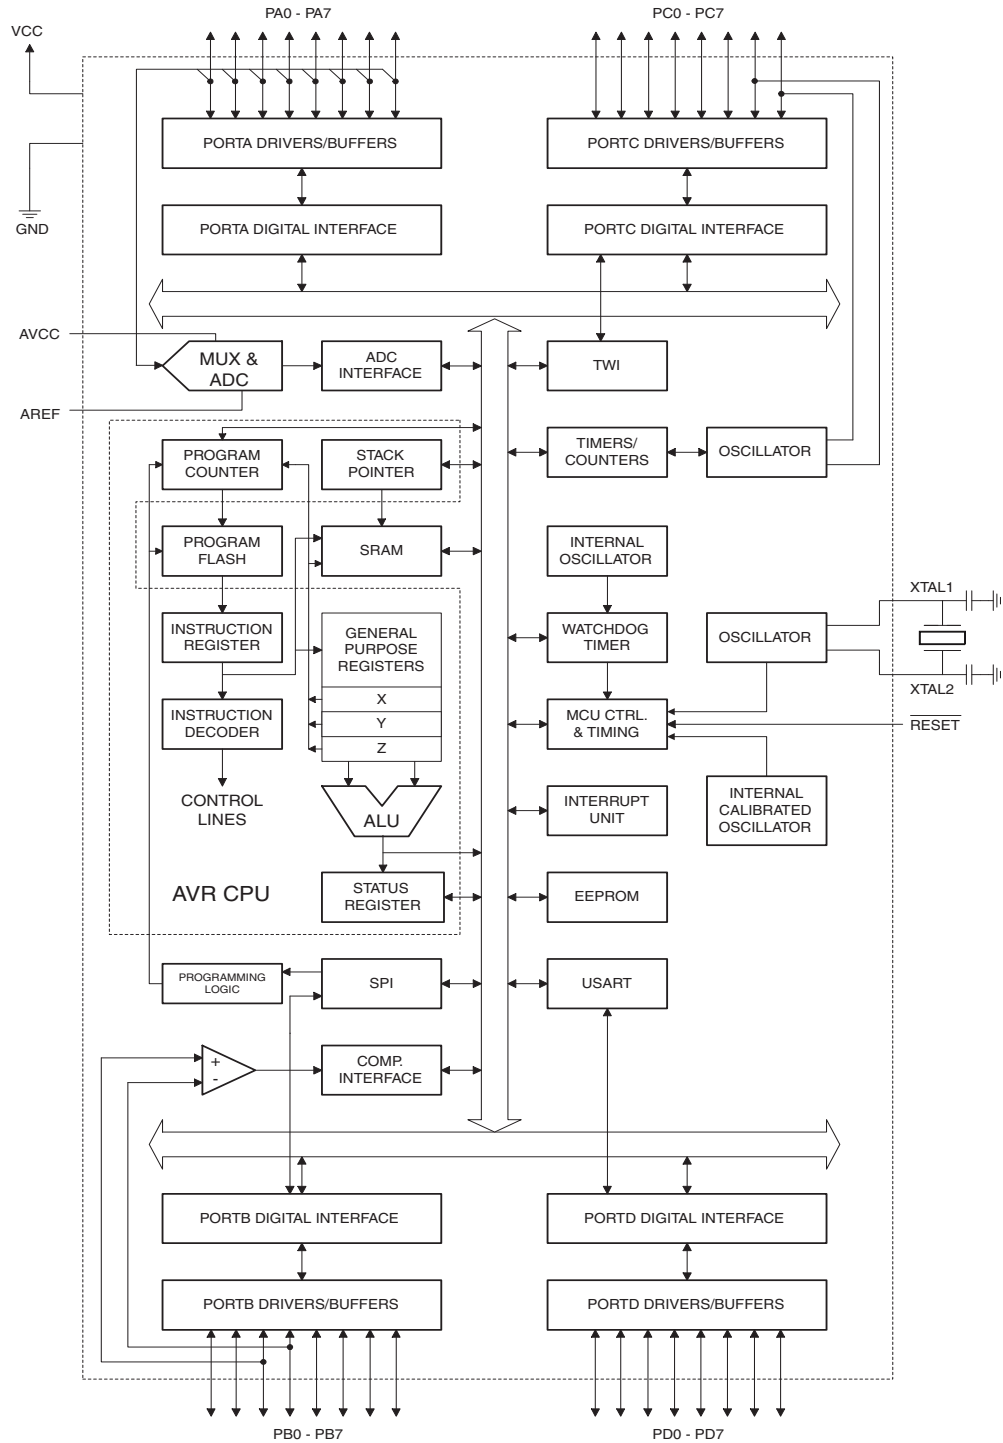 PA0 - PA7
PC0 - PC7
VCC
PORTA DRIVERS/BUFFERS
PORTC DRIVERS/BUFFERS
GND
PORTA DIGITAL INTERFACE
PORTC DIGITAL INTERFACE
AVCC
MUX &
ADC
ADC
INTERFACE
TWI
AREF
PROGRAM
COUNTER
STACK
POINTER
TIMERS/
COUNTERS
OSCILLATOR
PROGRAM
FLASH
SRAM
INTERNAL
OSCILLATOR
XTAL1
INSTRUCTION
REGISTER
GENERAL
PURPOSE
REGISTERS
WATCHDOG
TIMER
OSCILLATOR
XTAL2
X
Y
Z
INSTRUCTION
DECODER
MCU CTRL.
& TIMING
RESET
CONTROL
LINES
ALU
INTERRUPT
UNIT
INTERNAL
CALIBRATED
OSCILLATOR
AVR CPU
STATUS
REGISTER
EEPROM
PROGRAMMING
LOGIC
SPI
USART
+
-
COMP.
INTERFACE
PORTB DIGITAL INTERFACE
PORTD DIGITAL INTERFACE
PORTB DRIVERS/BUFFERS
PORTD DRIVERS/BUFFERS
PB0 - PB7
PD0 - PD7